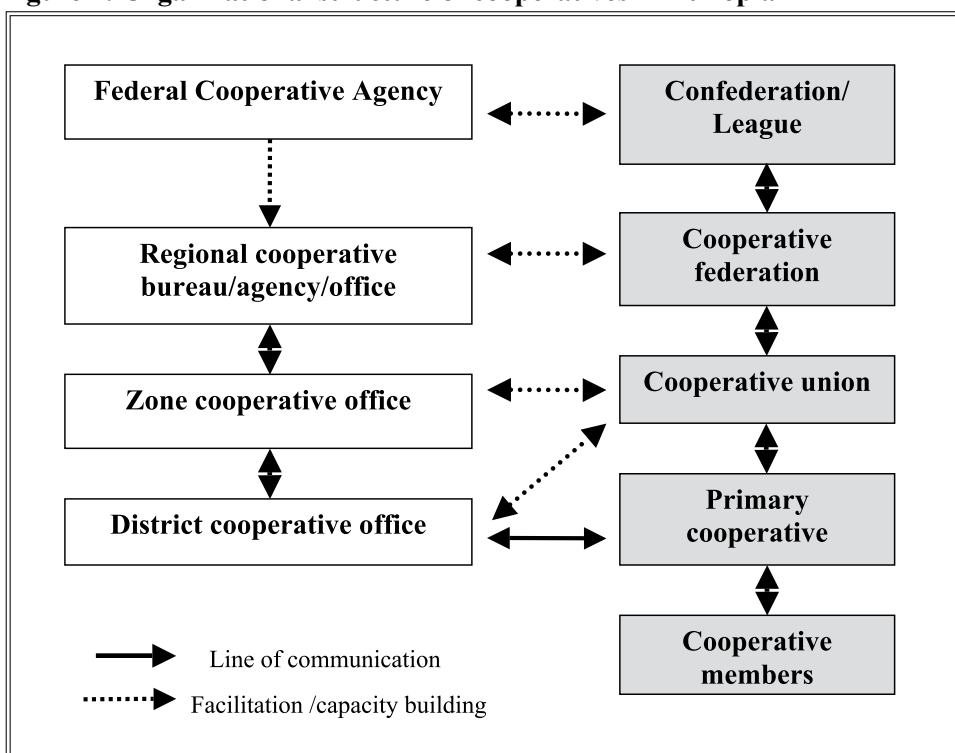 Federal Cooperative Agency
Confederation/
League
Regional cooperative
bureau/agency/office
Cooperative
federation
Zone cooperative office
Cooperative union
District cooperative office
Primary
cooperative
Cooperative
members
Line of communication
Facilitation /capacity building